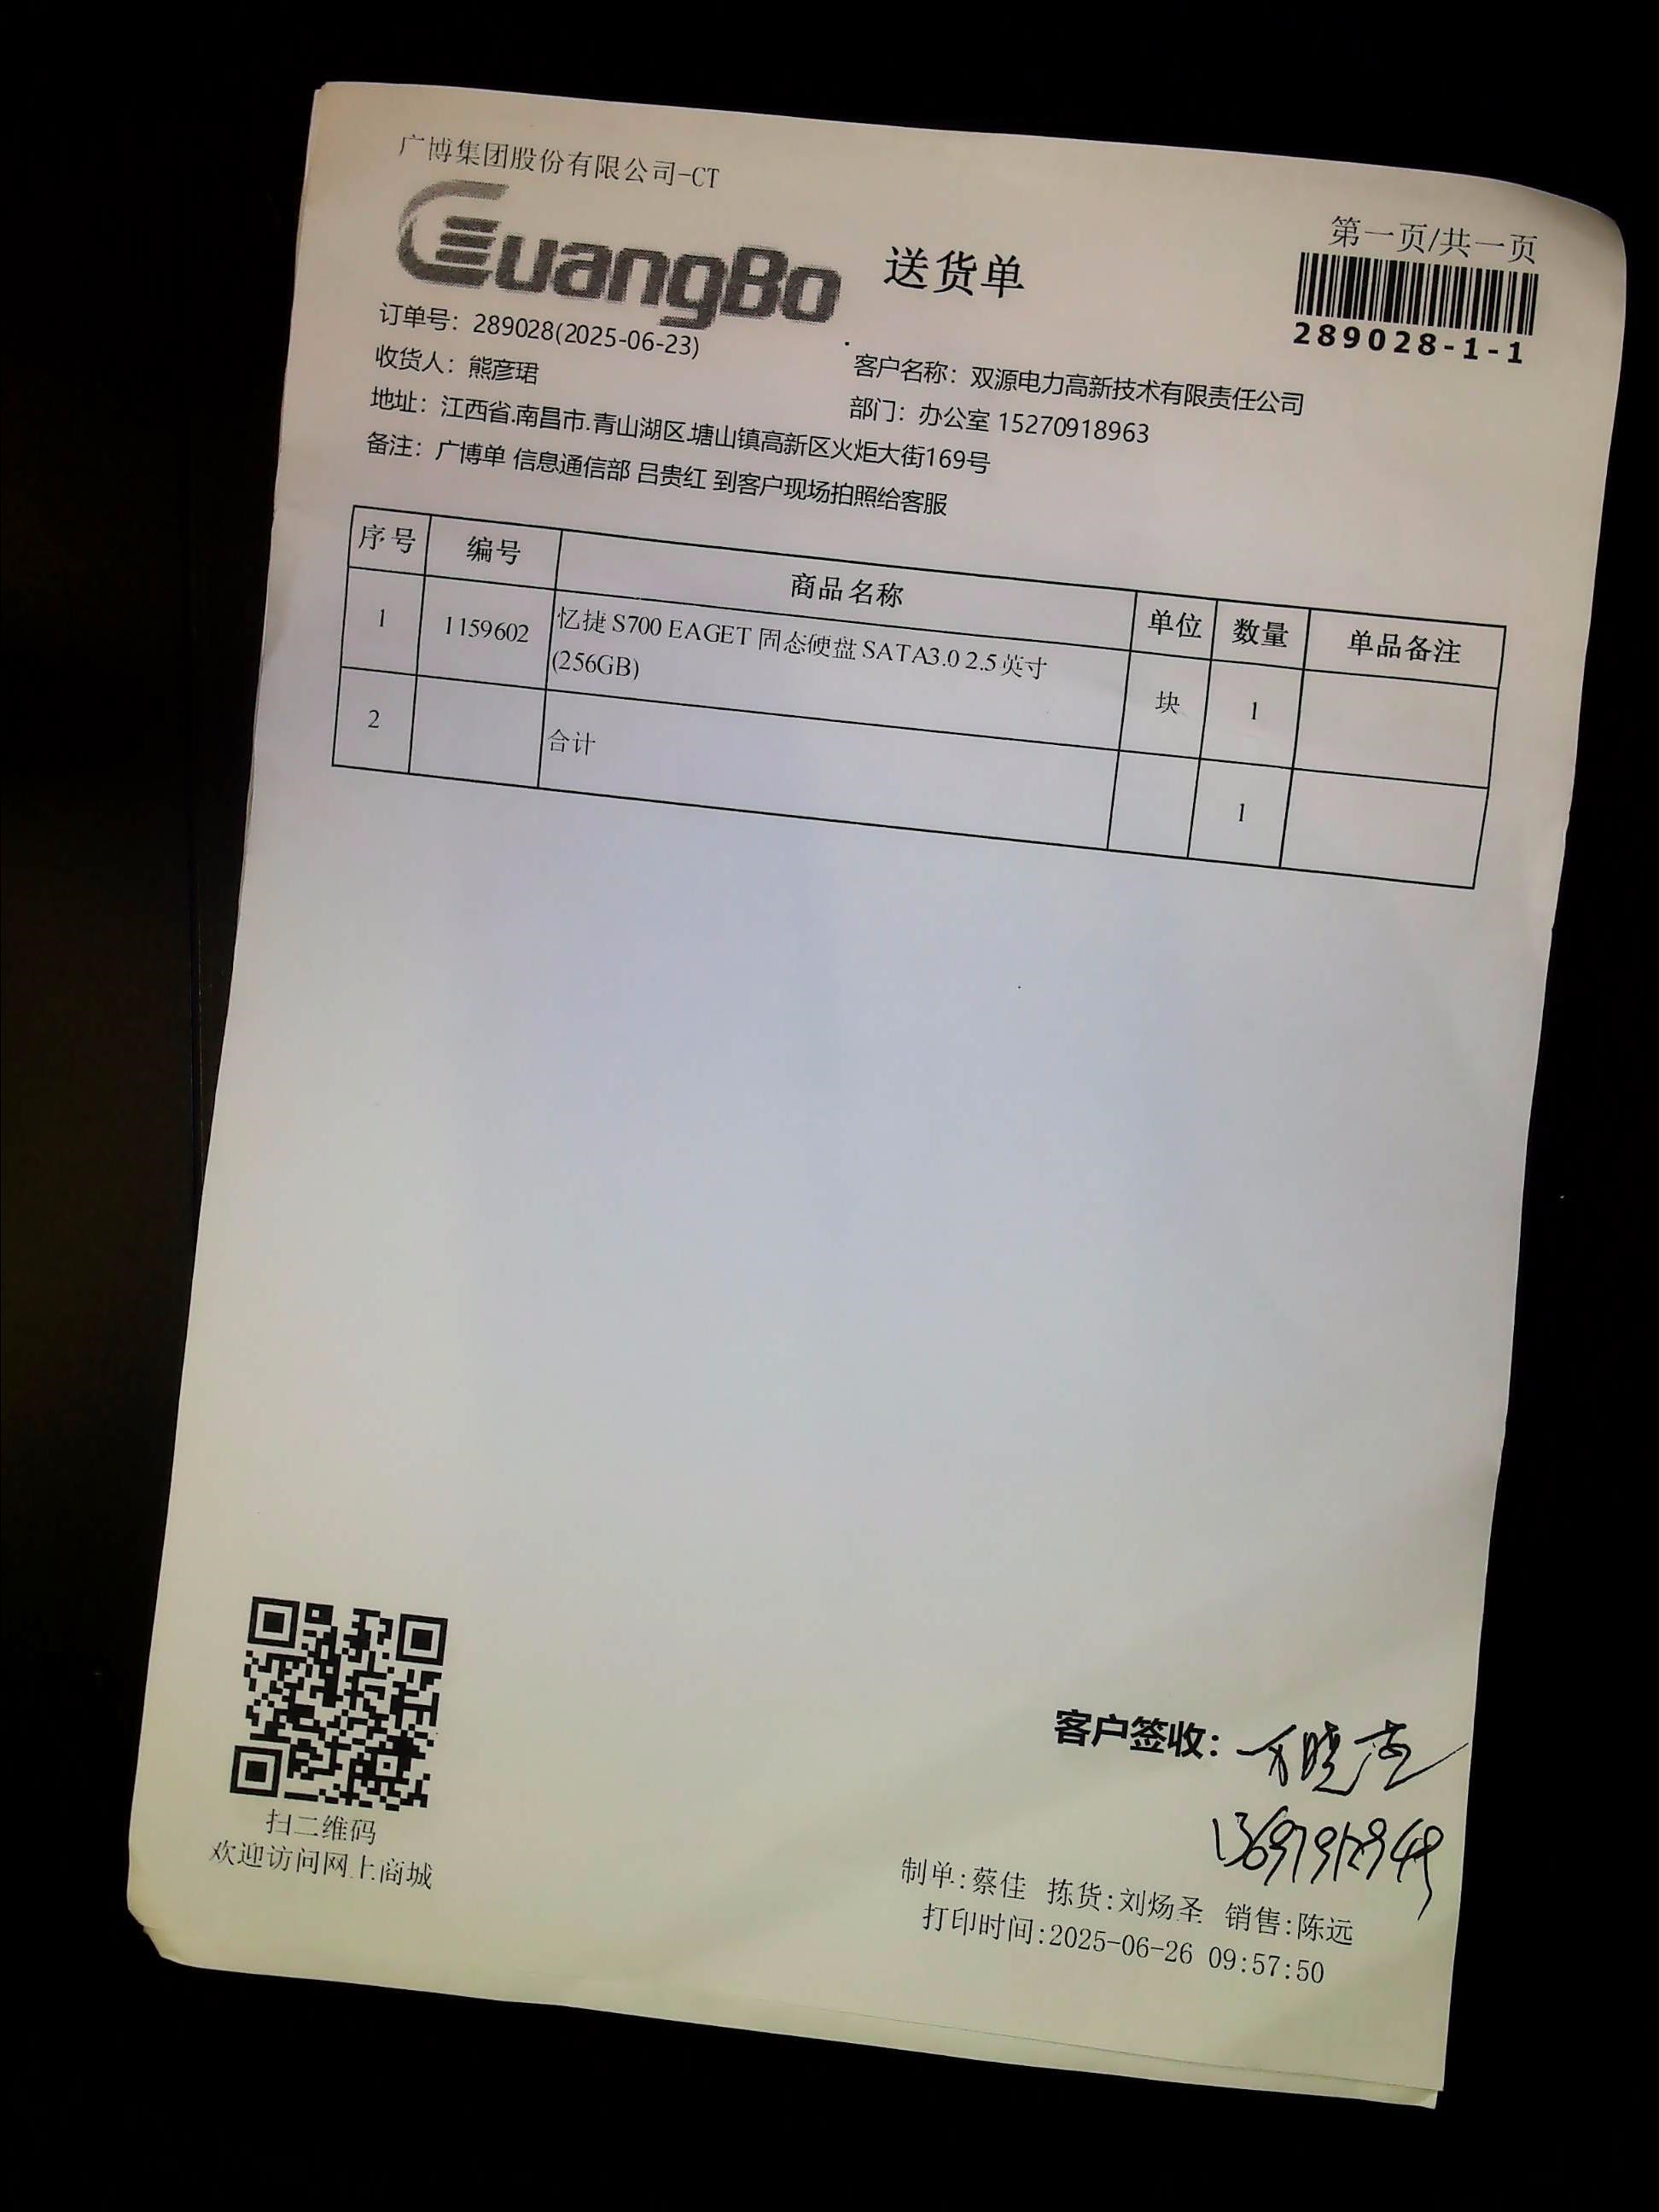 广博集团股份有限公司-CT
GuangBo
送货单
第一页/共一页
289028-1-1
订单号：289028(2025-06-23)
客户名称：双源电力高新技术有限责任公司
收货人：熊彦珺
部门：办公室 15270918963
地址：江西省.南昌市.青山湖区.塘山镇高新区火炬大街169号
备注：广博单 信息通信部 吕贵红 到客户现场拍照给客服
序号 编号 商品名称 单位 数量 单品备注
1 1159602 忆捷 S700 EAGET 固态硬盘 SATA3.0 2.5英寸
(256GB) 块 1
2 合计 1
客户签收：
扫二维码
欢迎访问网上商城
制单:蔡佳 拣货:刘炀圣 销售:陈远
打印时间:2025-06-26 09:57:50